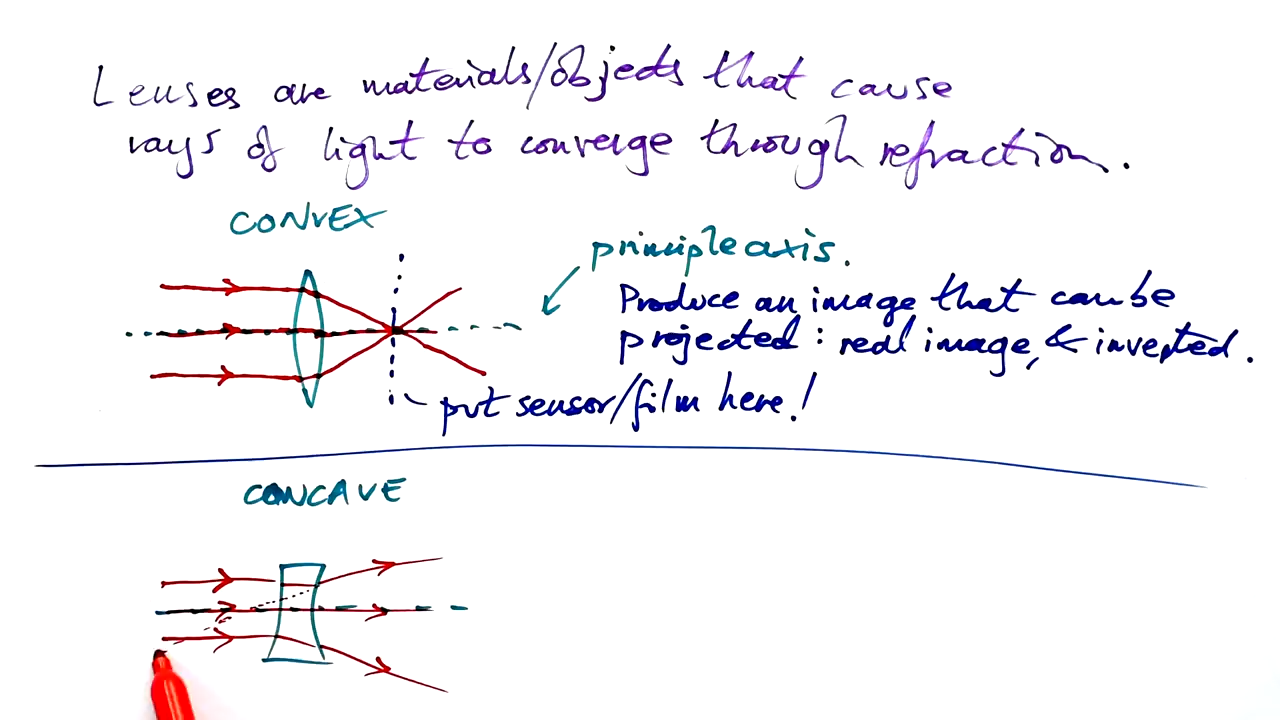 Lenses are materials/objects that cause
rays of light to converge through refraction.
CONVEX
principle axis.
Produce an image that can be
projected : real image, & inverted.
put sensor/film here!
CONCAVE